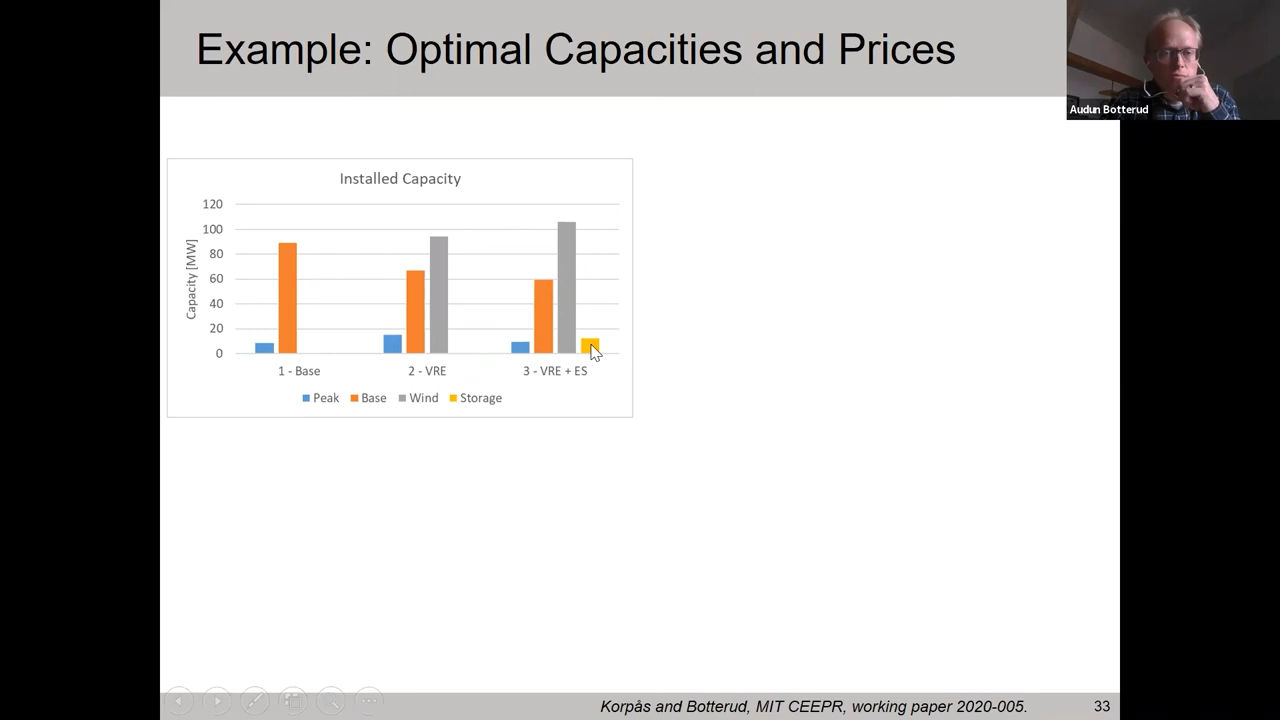 Example: Optimal Capacities and Prices
Audun Botterud
Installed Capacity
120
100
80
60
40
20
0
Capacity [MW]
1 - Base
2 - VRE
3 - VRE + ES
Peak
Base
Wind
Storage
Korpås and Botterud, MIT CEEPR, working paper 2020-005.
33